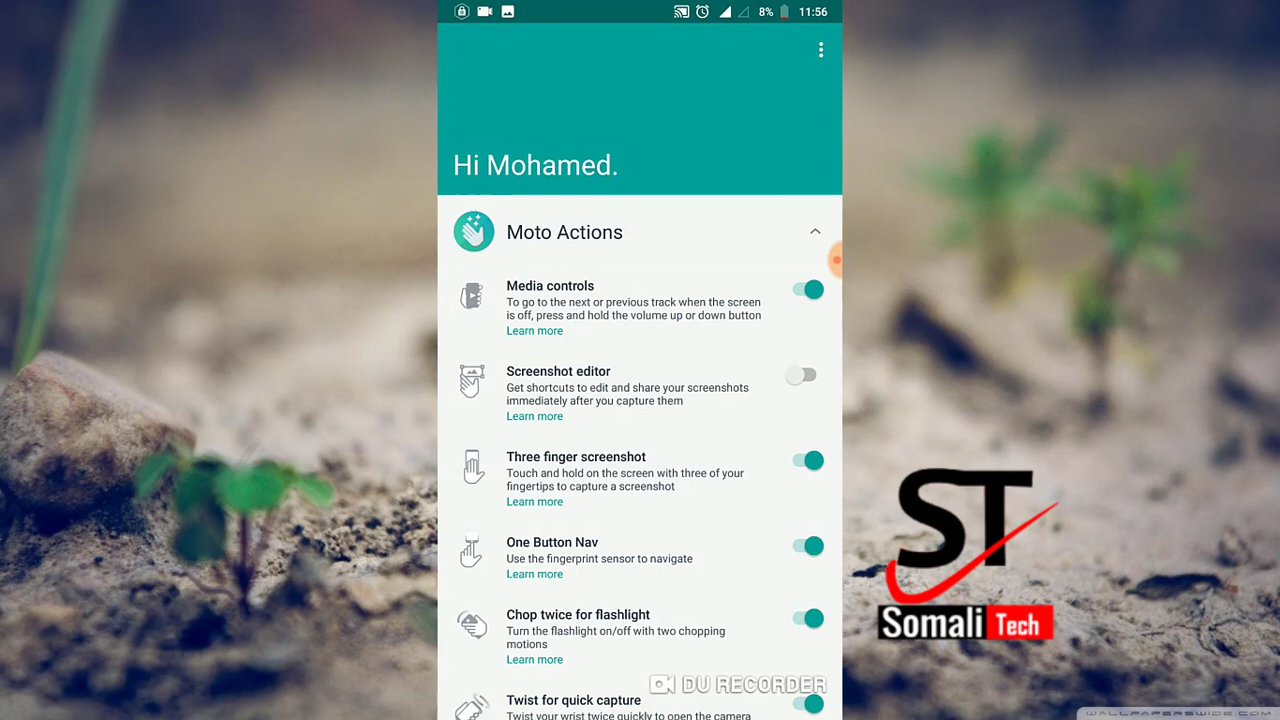 8% 11:56
Hi Mohamed.
Moto Actions
Media controls
To go to the next or previous track when the screen
is off, press and hold the volume up or down button
Learn more
Screenshot editor
Get shortcuts to edit and share your screenshots
immediately after you capture them
Learn more
Three finger screenshot
Touch and hold on the screen with three of your
fingertips to capture a screenshot
Learn more
One Button Nav
Use the fingerprint sensor to navigate
Learn more
Chop twice for flashlight
Turn the flashlight on/off with two chopping
motions
Learn more
Twist for quick capture
Twist your wrist twice quickly to open the camera
DU RECORDER
ST
Somali Tech
WALLPAPERSWIDE.COM